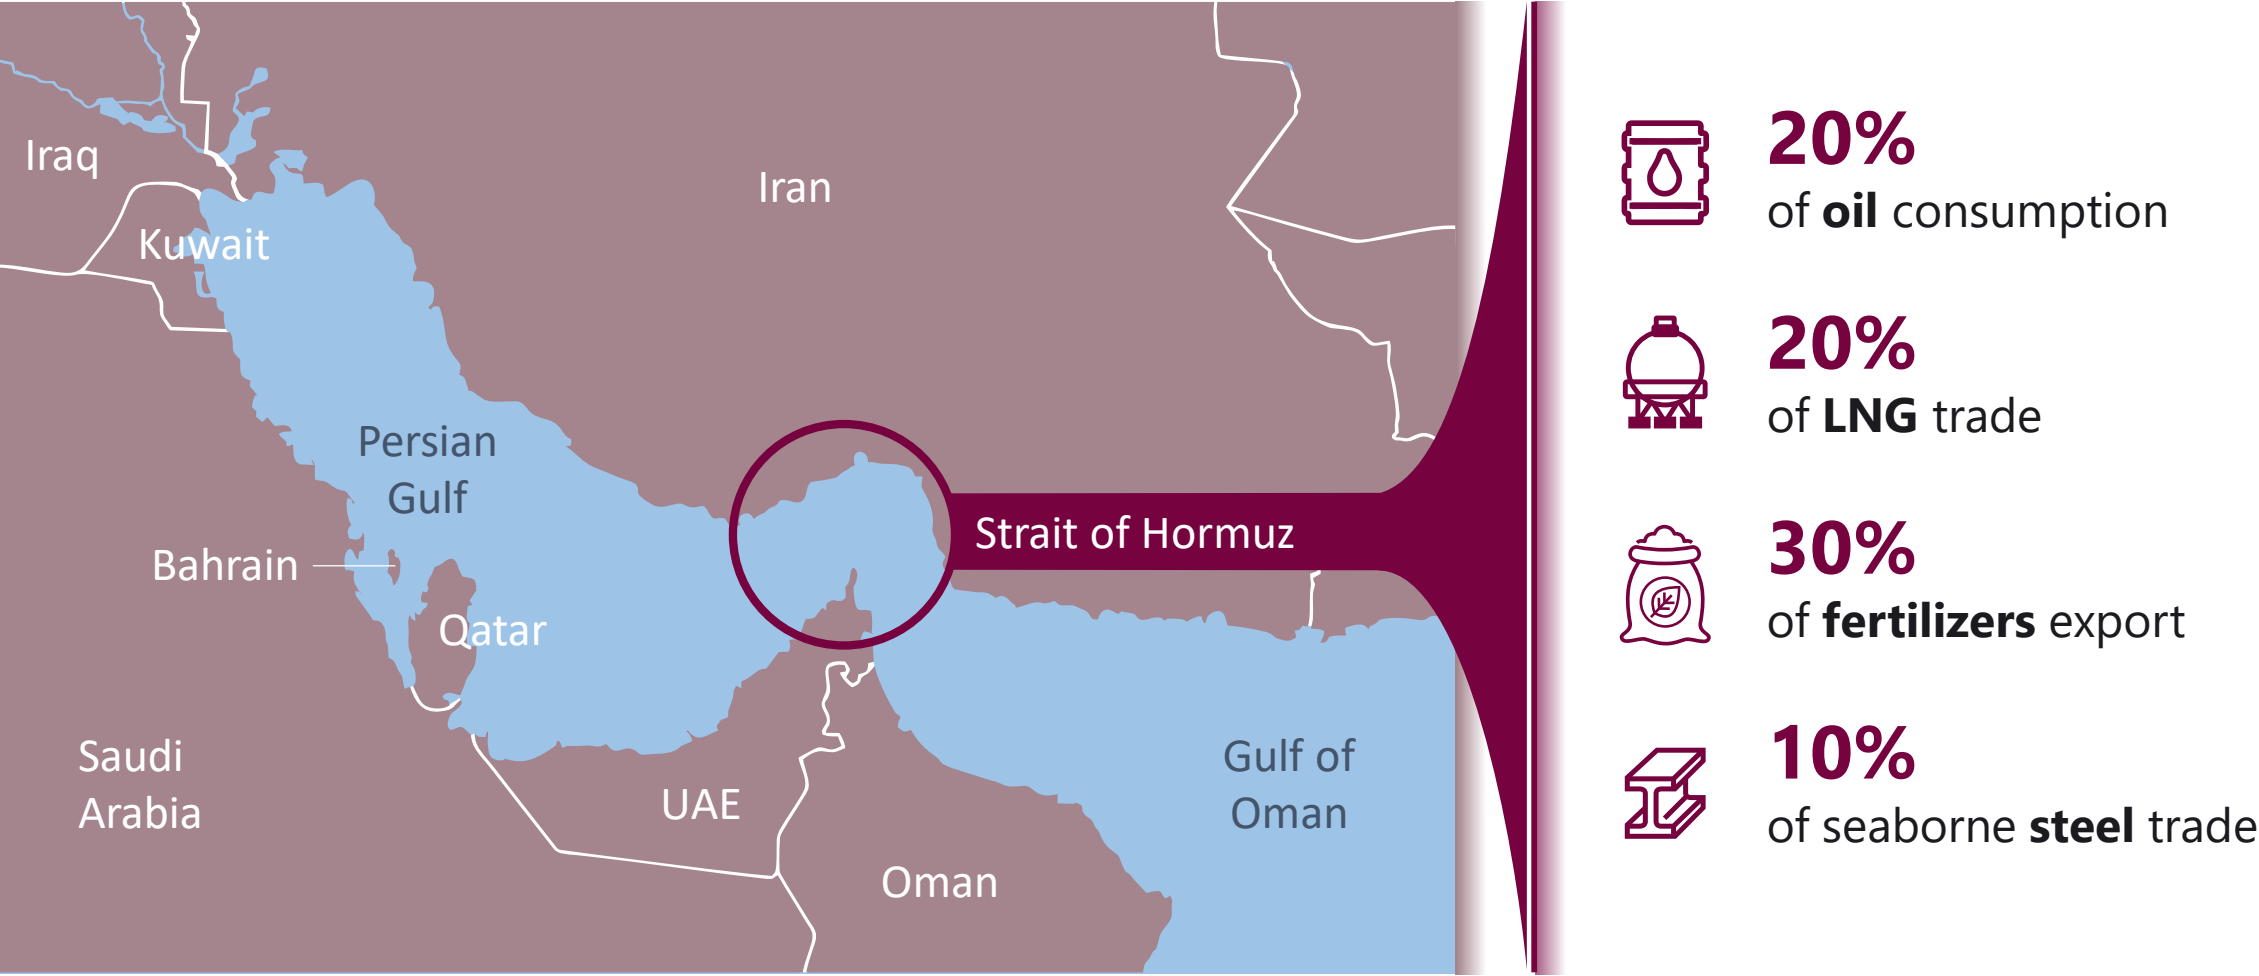 Iraq
Iran
Kuwait
Persian
Gulf
Strait of Hormuz
Bahrain
Qatar
Saudi
Arabia
UAE
Gulf of
Oman
Oman
20%
of oil consumption
20%
of LNG trade
30%
of fertilizers export
10%
of seaborne steel trade